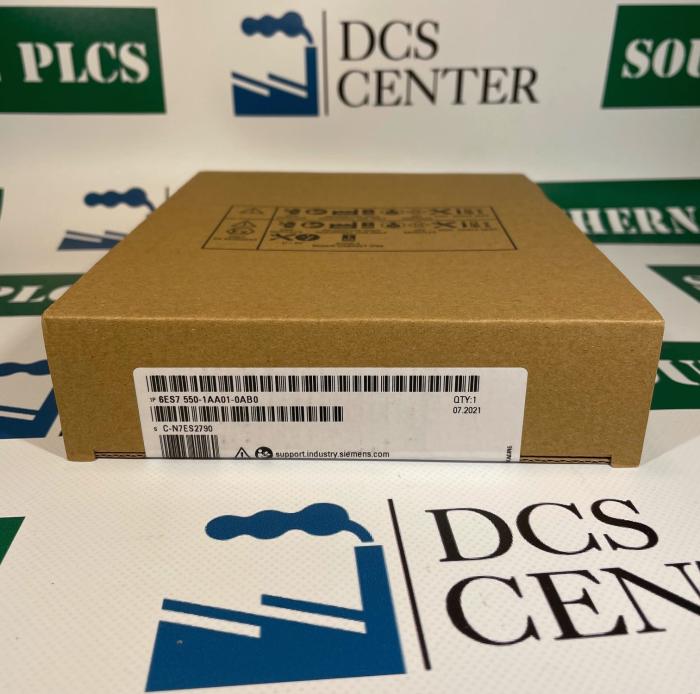 PLCS
DCS
CENTER
SOU
HERN
PLC
SOU
1P 6ES7 550-1AA01-0AB0
QTY:1
07.2021
S C-N7ES2790
support.industry.siemens.com
DCS
CEN